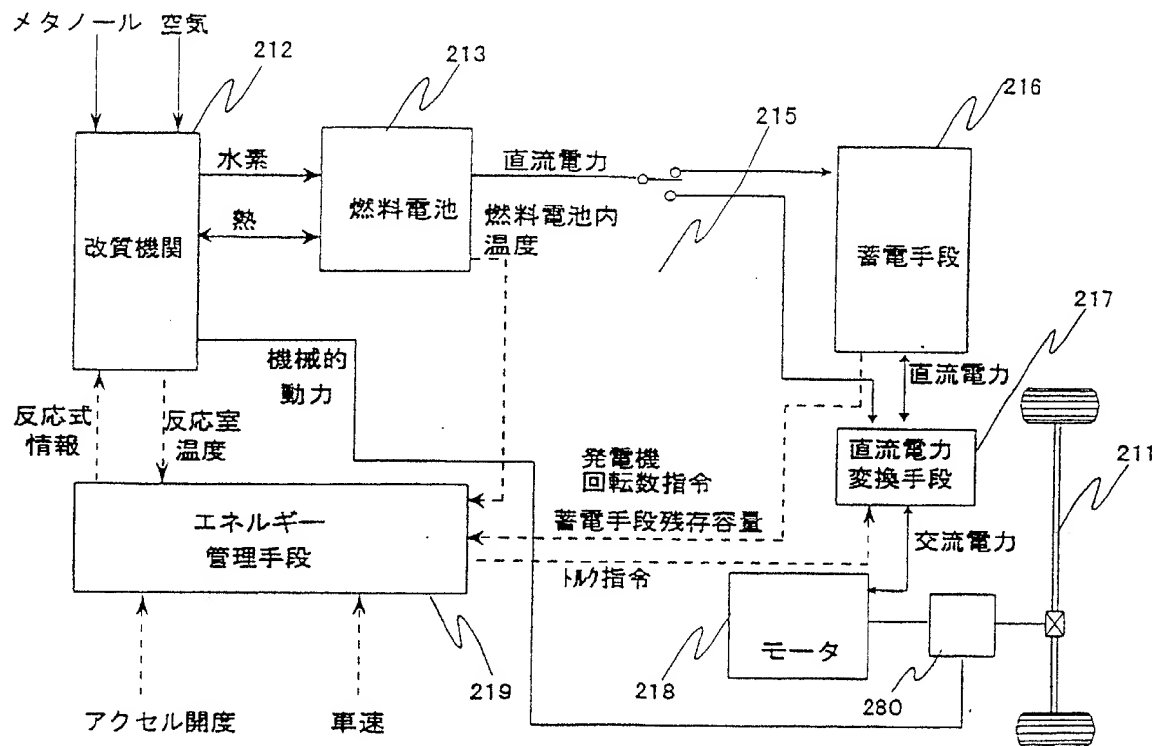 メタノール 空気
212
213
216
215
水素
直流電力
燃料電池
熱
燃料電池内
温度
改質機関
蓄電手段
217
機械的
動力
直流電力
反応式
情報
反応室
温度
直流電力
変換手段
211
発電機
回転数指令
エネルギー
管理手段
蓄電手段残存容量
交流電力
トルク指令
モータ
219
218
280
アクセル開度
車速